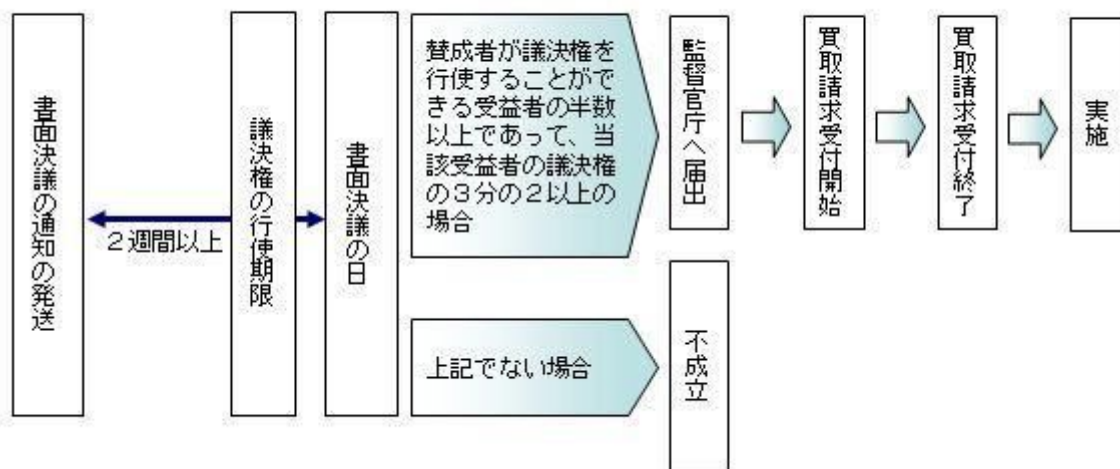 書面決議の通知の発送
２週間以上
議決権の行使期限
書面決議の日
賛成者が議決権を
行使することがで
きる受益者の半数
以上であって、当
該受益者の議決権
の３分の２以上の
場合
監督官庁へ届出
買取請求受付開始
買取請求受付終了
実施
上記でない場合
不成立